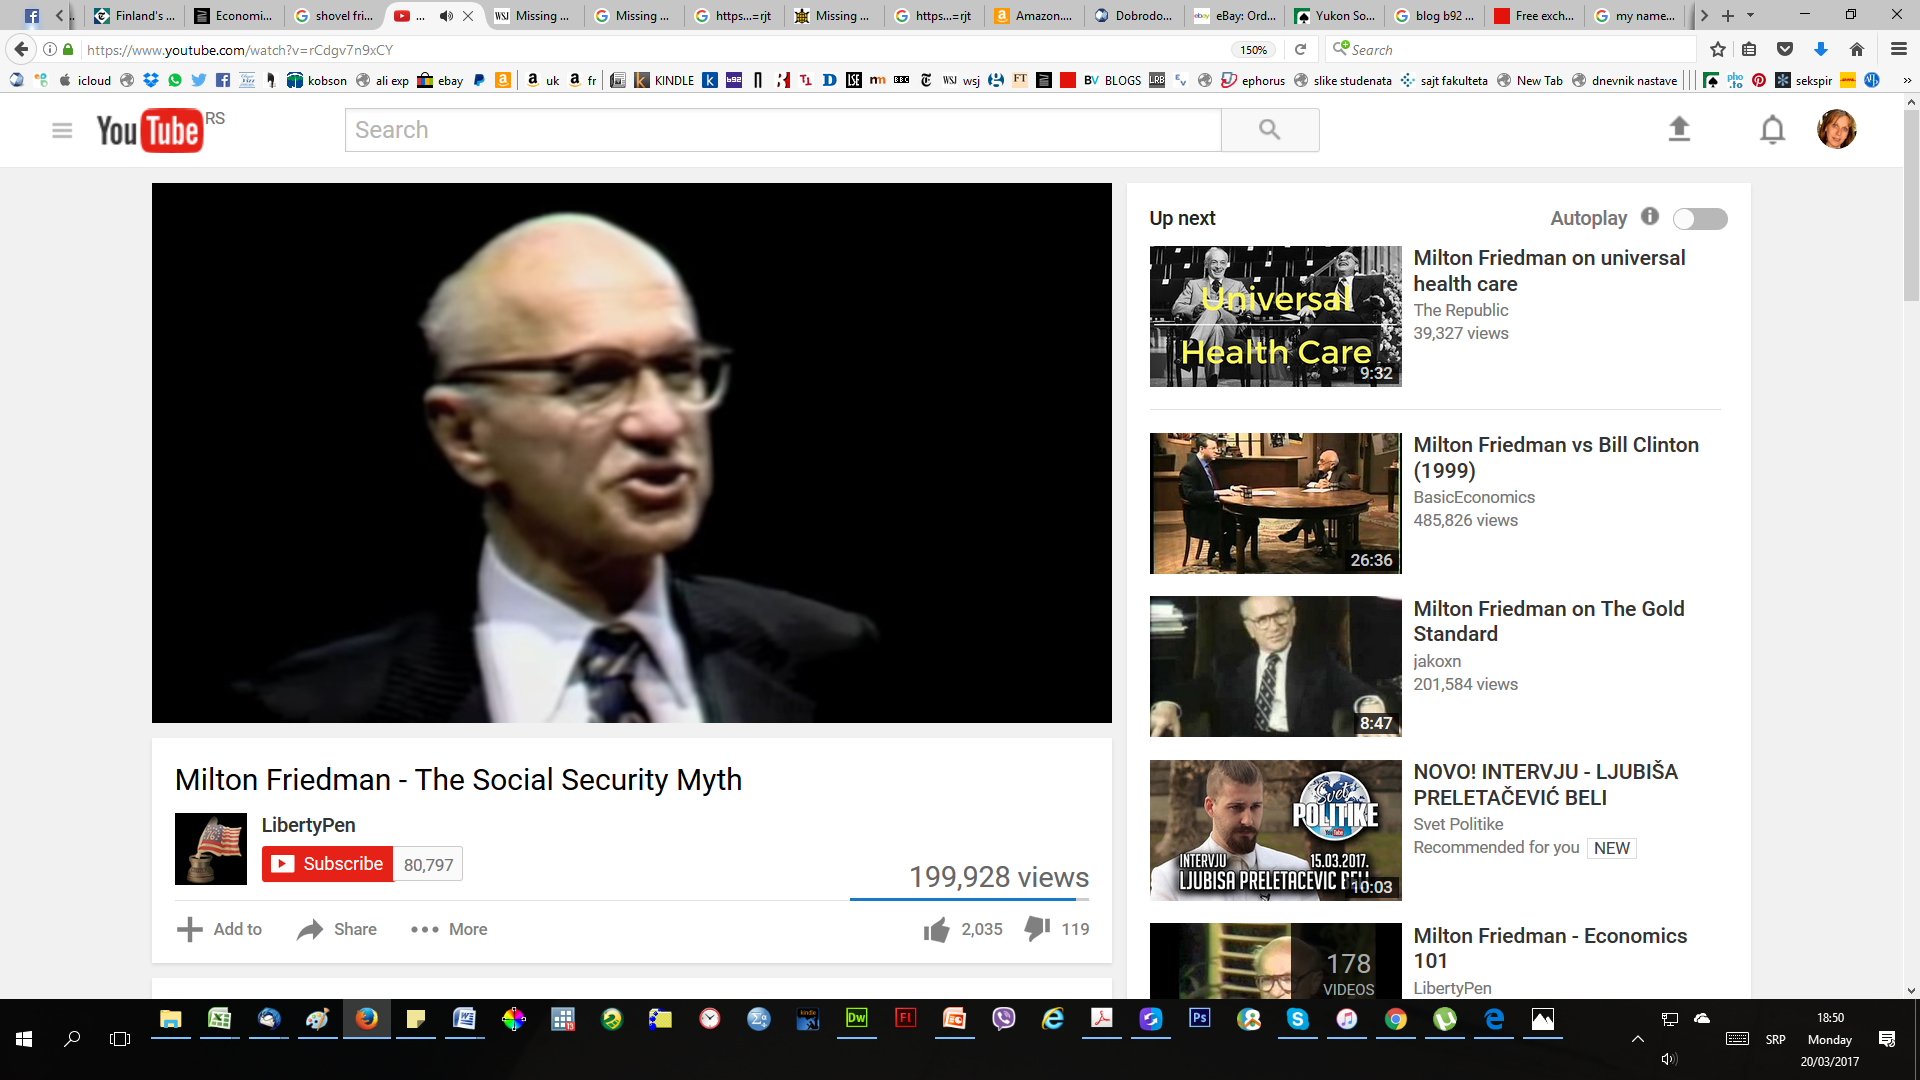 Finland's ...
Economi...
shovel fri...
...
Missing ...
Missing ...
https...=rjt
Missing ...
https...=rjt
Amazon....
Dobrodo...
eBay: Ord...
Yukon So...
blog b92 ...
Free exch...
my name...
https://www.youtube.com/watch?v=rCdgv7n9xCY
150%
Search
icloud
kobson
ali exp
ebay
uk
fr
KINDLE
wsj
BLOGS
ephorus
slike studenata
sajt fakulteta
New Tab
dnevnik nastave
sekspir
YouTube RS
Search
Up next
Autoplay
Universal
Health Care
9:32
Milton Friedman on universal
health care
The Republic
39,327 views
26:36
Milton Friedman vs Bill Clinton
(1999)
BasicEconomics
485,826 views
8:47
Milton Friedman on The Gold
Standard
jakoxn
201,584 views
Svet
POLITIKE
INTERVJU 15.03.2017.
LJUBISA PRELETACEVIC BELI
10:03
NOVO! INTERVJU - LJUBIŠA
PRELETAČEVIĆ BELI
Svet Politike
Recommended for you NEW
178
VIDEOS
Milton Friedman - Economics
101
LibertyPen
Milton Friedman - The Social Security Myth
LibertyPen
Subscribe 80,797
199,928 views
Add to
Share
More
2,035
119
SRP
18:50
Monday
20/03/2017